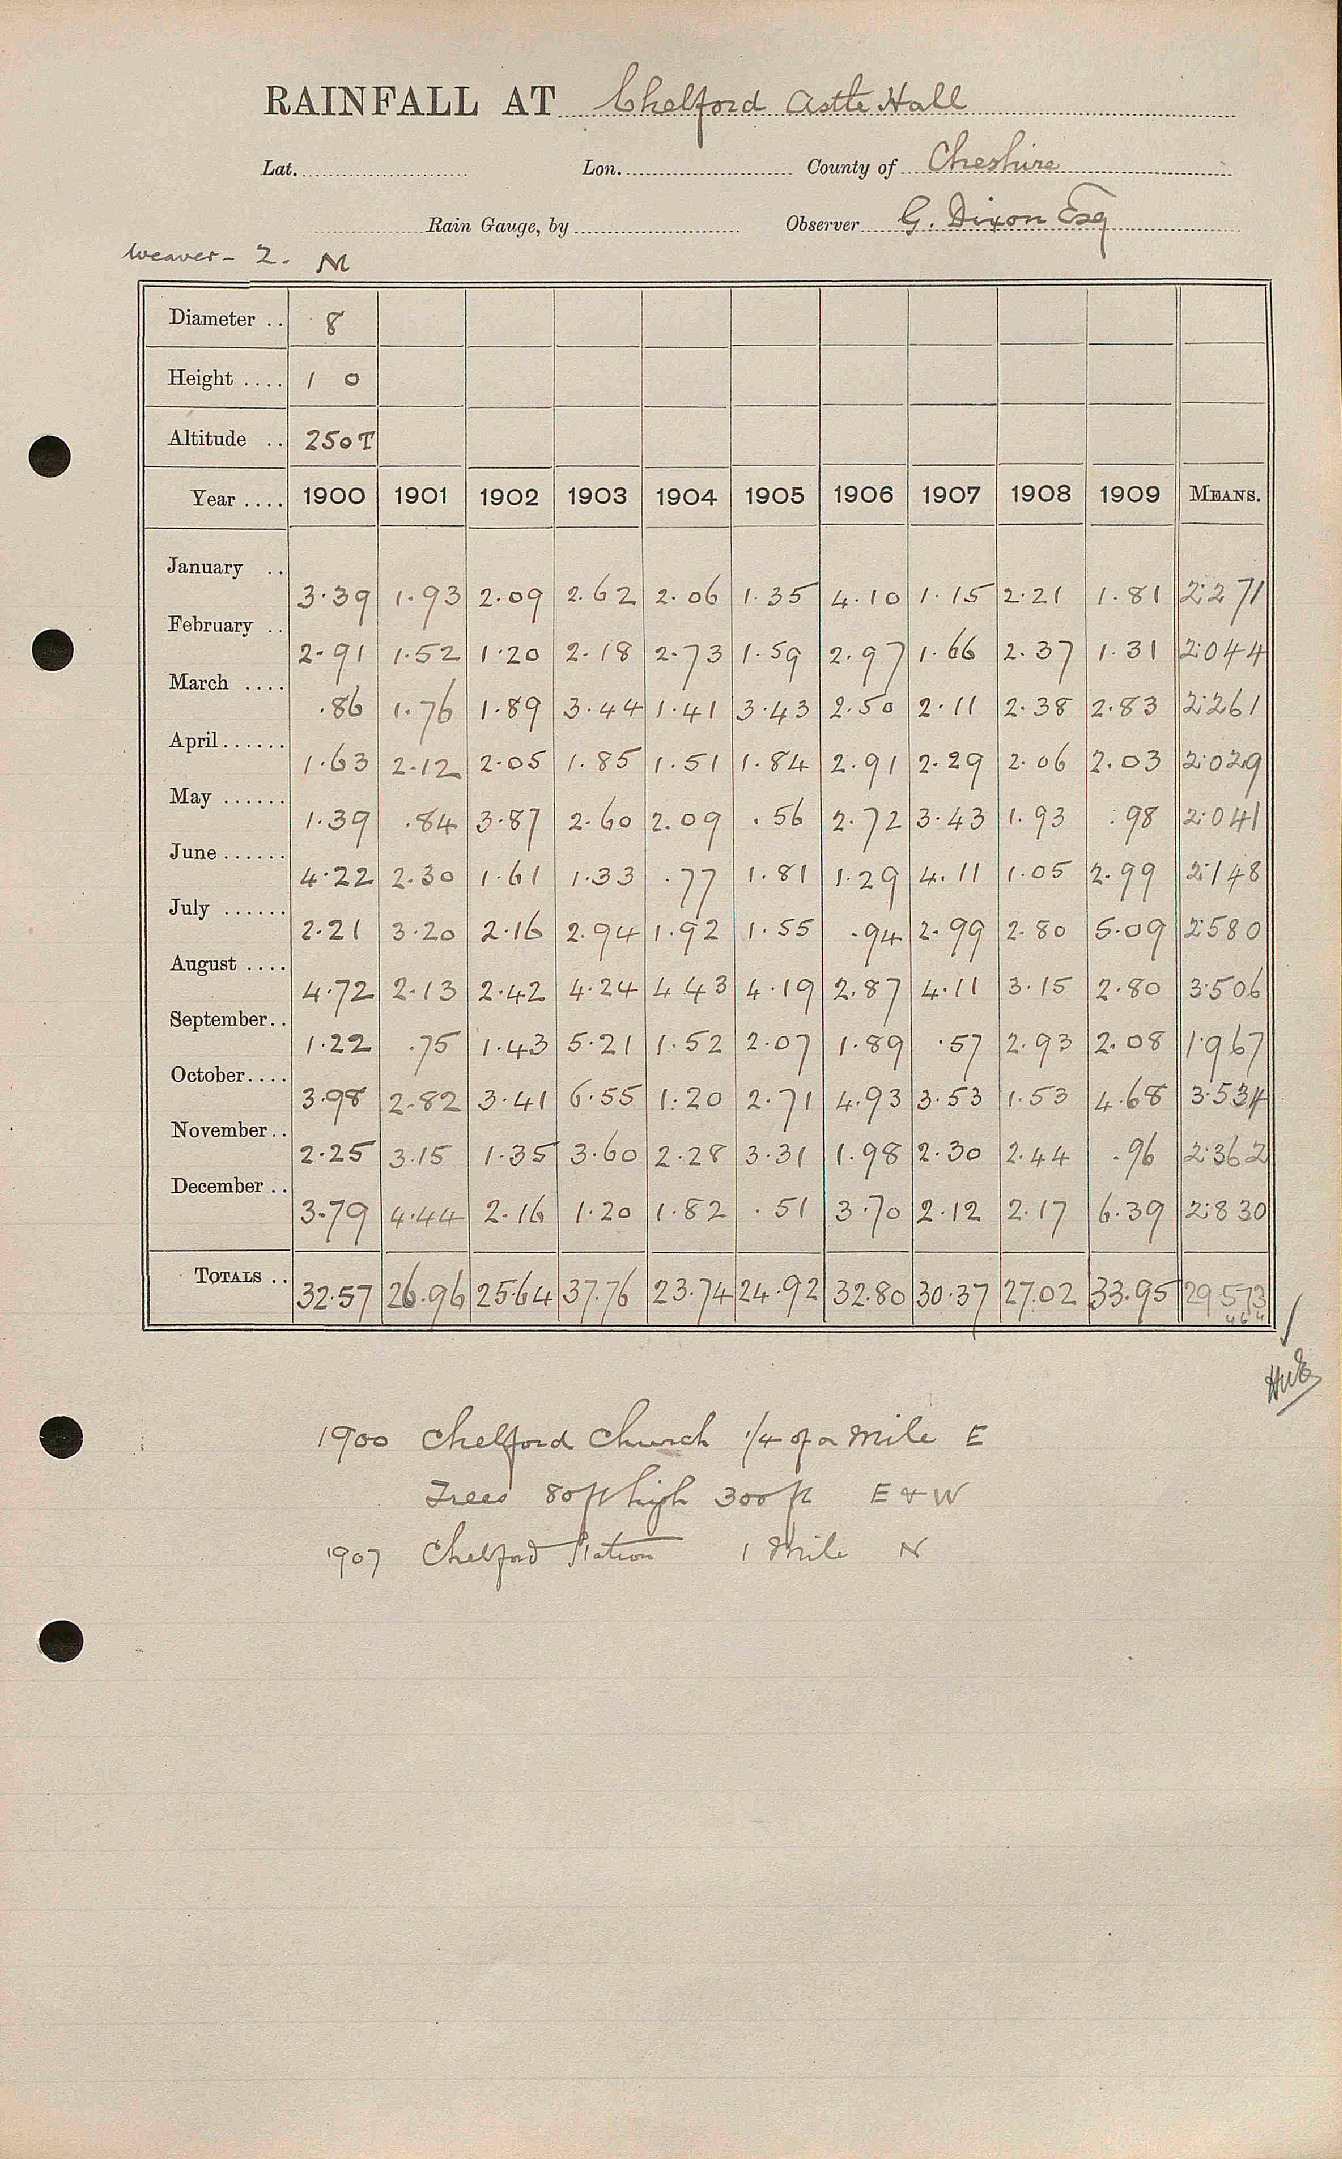 RAINFALL AT Chelford Astle Hall
Lat. Lon. County of Cheshire
Rain Gauge, by Observer G. Dixon Esq
Weaver - 2. M
Diameter .. 8
Height .... 1 0
Altitude .. 250T
Year .... 1900 1901 1902 1903 1904 1905 1906 1907 1908 1909 MEANS.
January .. 3.39 1.93 2.09 2.62 2.06 1.35 4.10 1.15 2.21 1.81 2.271
February .. 2.91 1.52 1.20 2.18 2.73 1.59 2.97 1.66 2.37 1.31 2.044
March .... .86 1.76 1.89 3.44 1.41 3.43 2.50 2.11 2.38 2.83 2.261
April...... 1.63 2.12 2.05 1.85 1.51 1.84 2.91 2.29 2.06 2.03 2.029
May ...... 1.39 .84 3.87 2.60 2.09 .56 2.72 3.43 1.93 .98 2.041
June...... 4.22 2.30 1.61 1.33 .77 1.81 1.29 4.11 1.05 2.99 2.148
July ...... 2.21 3.20 2.16 2.94 1.92 1.55 .94 2.99 2.80 5.09 2580
August .... 4.72 2.13 2.42 4.24 4 43 4.19 2.87 4.11 3.15 2.80 3.506
September.. 1.22 .75 1.43 5.21 1.52 2.07 1.89 .57 2.93 2.08 1.967
October.... 3.98 2.82 3.41 6.55 1.20 2.71 4.93 3.53 1.53 4.68 3.534
November.. 2.25 3.15 1.35 3.60 2.28 3.31 1.98 2.30 2.44 .96 2.362
December.. 3.79 4.44 2.16 1.20 1.82 .51 3.70 2.12 2.17 6.39 2.830
TOTALS .. 32.57 26.96 25.64 37.76 23.74 24.92 32.80 30.37 27.02 33.95 29.573
1900 Chelford Church 1/4 of a Mile E
Trees 80ft high 300ft E & W
1907 Chelford Station 1 Mile N